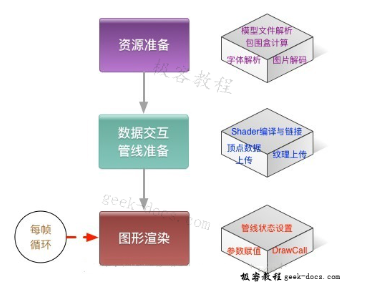 资源准备
模型文件解析
包围盒计算
字体解析
图片解码
极客教程
数据交互
管线准备
Shader编译与链接
顶点数据
上传
纹理上传
geek-docs.com
每帧
循环
图形渲染
管线状态设置
参数赋值
DrawCall
极客教程geek-docs.com